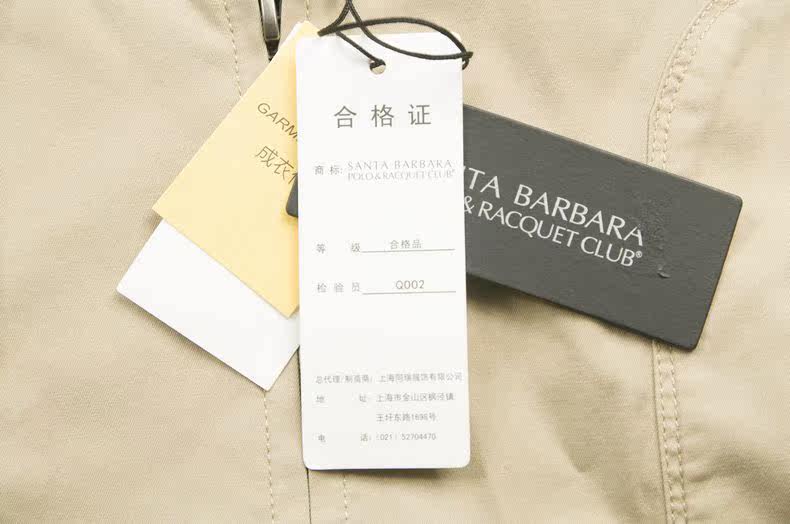 合格证
商标: SANTA BARBARA
POLO & RACQUET CLUB®
等 级 合格品
检验员 Q002
总代理/制造商: 上海阿瑞服饰有限公司
地 址: 上海市金山区枫泾镇
王圩东路1698号
电 话: (021) 52704470
GARM
成衣
TA BARBARA
& RACQUET CLUB®